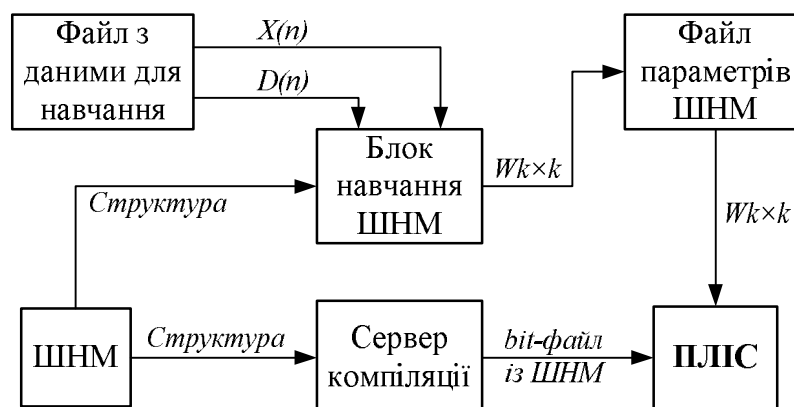 Файл з
даними для
навчання
X(n)
D(n)
Файл
параметрів
ШНМ
Блок
навчання
ШНМ
Wk×k
Структура
Wk×k
ШНМ
Структура
Сервер
компіляції
bit-файл
із ШНМ
ПЛІС